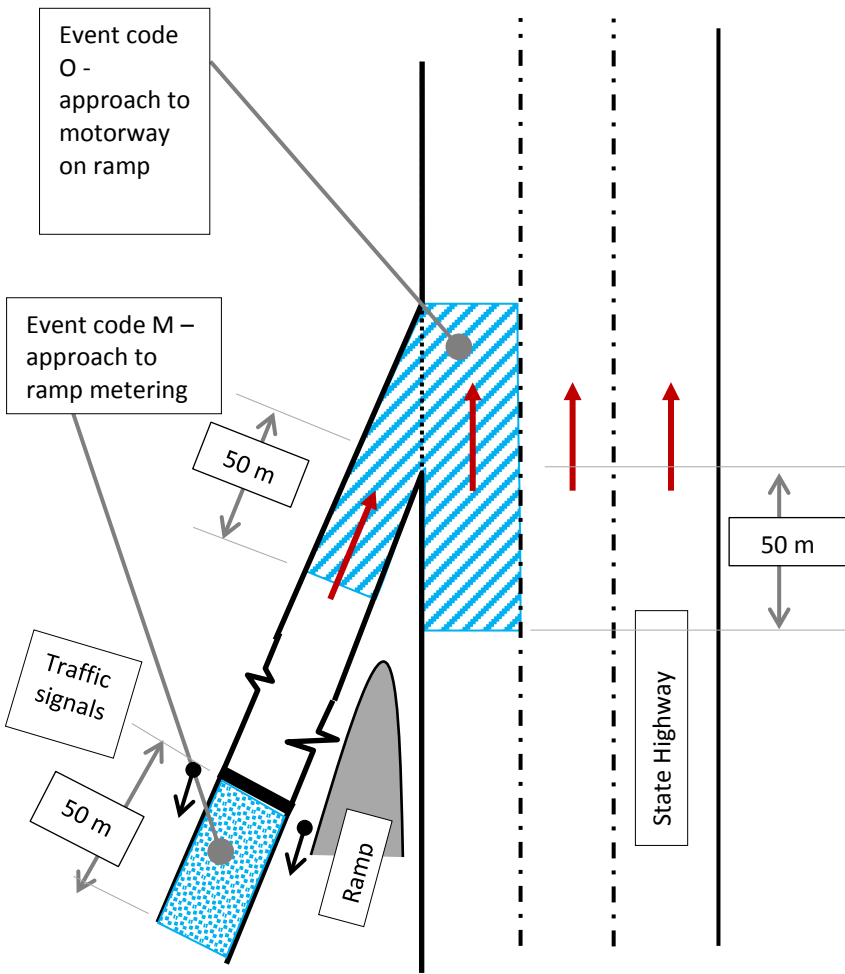 Event code
O -
approach to
motorway
on ramp
Event code M –
approach to
ramp metering
50 m
50 m
Traffic
signals
50 m
Ramp
State Highway